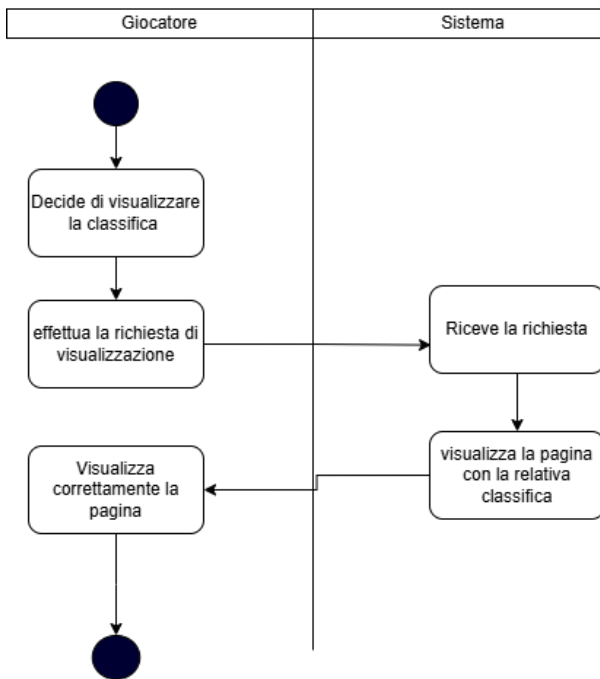 Giocatore
Sistema
Decide di visualizzare
la classifica
effettua la richiesta di
visualizzazione
Riceve la richiesta
visualizza la pagina
con la relativa
classifica
Visualizza
correttamente la
pagina